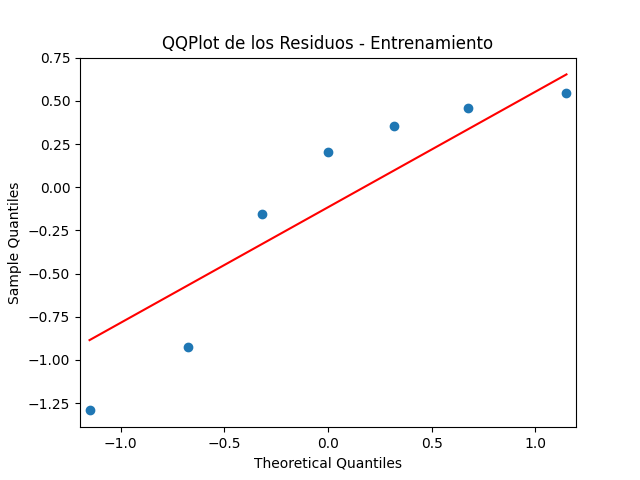 QQPlot de los Residuos - Entrenamiento
0.75
0.50
0.25
0.00
−0.25
−0.50
−0.75
−1.00
−1.25
Sample Quantiles
−1.0 −0.5 0.0 0.5 1.0
Theoretical Quantiles